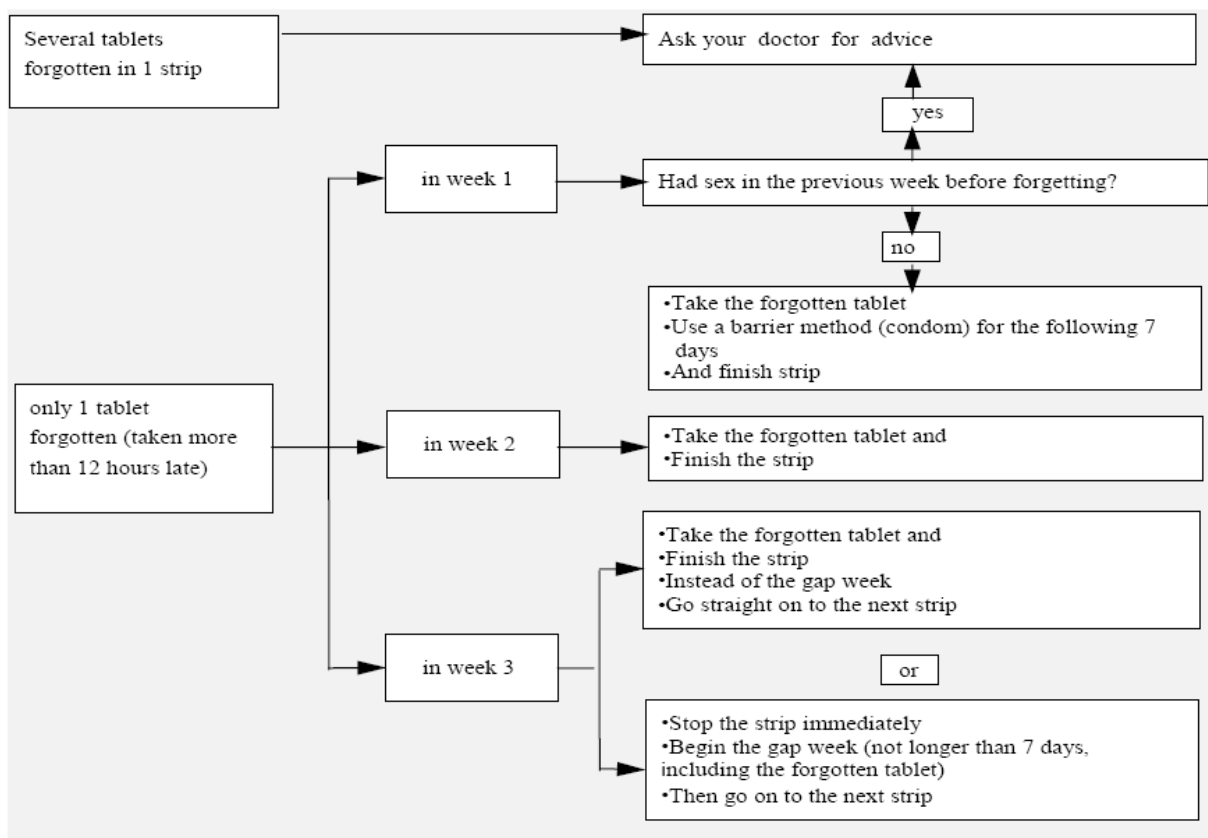 Several tablets
forgotten in 1 strip
Ask your doctor for advice
yes
in week 1
Had sex in the previous week before forgetting?
no
•Take the forgotten tablet
•Use a barrier method (condom) for the following 7
days
•And finish strip
only 1 tablet
forgotten (taken more
than 12 hours late)
in week 2
•Take the forgotten tablet and
•Finish the strip
in week 3
•Take the forgotten tablet and
•Finish the strip
•Instead of the gap week
•Go straight on to the next strip
or
•Stop the strip immediately
•Begin the gap week (not longer than 7 days,
including the forgotten tablet)
•Then go on to the next strip